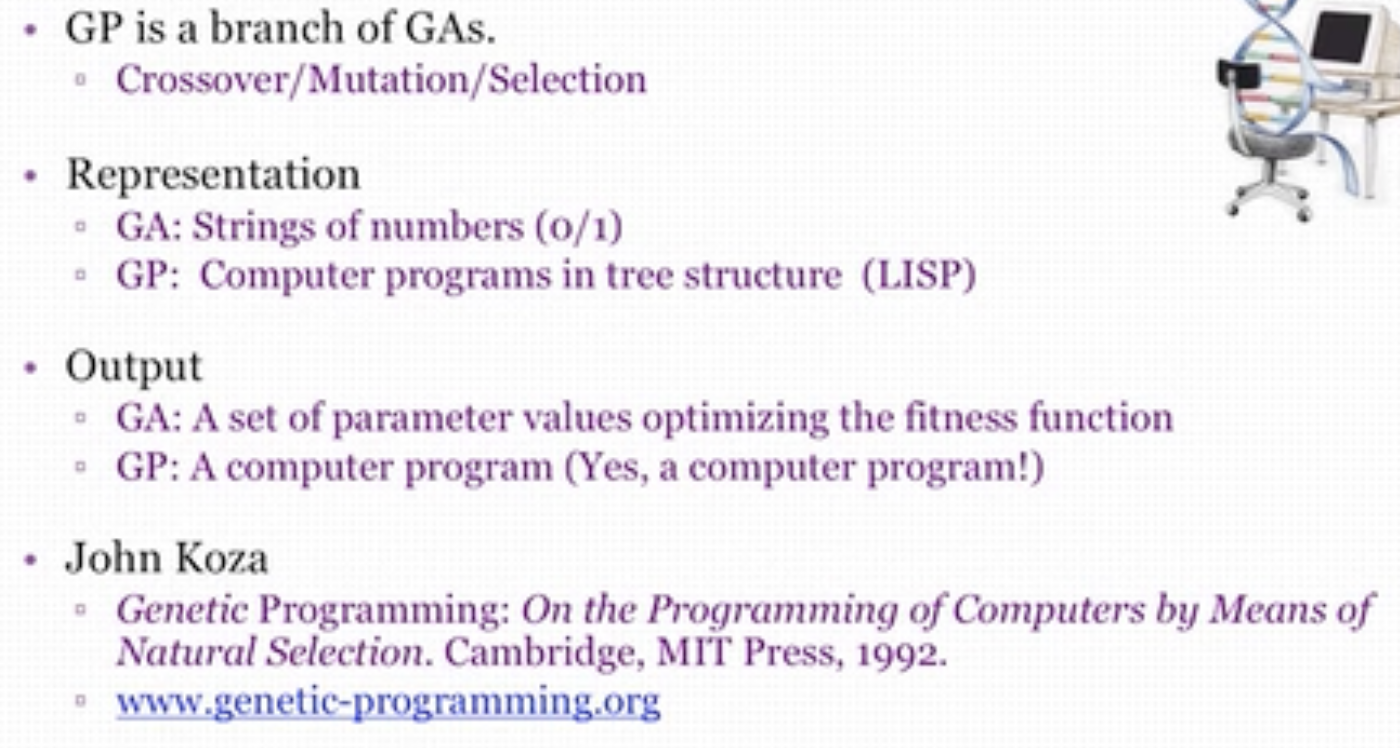 • GP is a branch of GAs.
▫ Crossover/Mutation/Selection
• Representation
▫ GA: Strings of numbers (0/1)
▫ GP:  Computer programs in tree structure  (LISP)
• Output
▫ GA: A set of parameter values optimizing the fitness function
▫ GP: A computer program (Yes, a computer program!)
• John Koza
▫ Genetic Programming: On the Programming of Computers by Means of
Natural Selection. Cambridge, MIT Press, 1992.
▫ www.genetic-programming.org